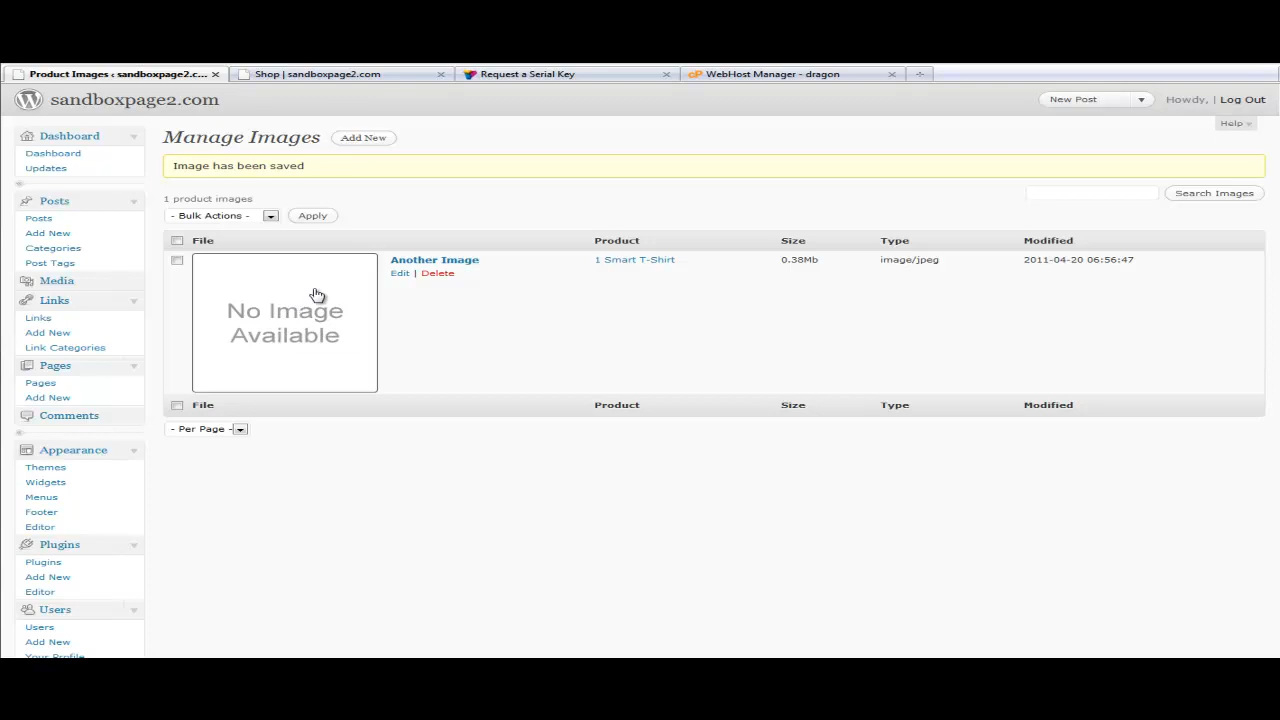 Product Images ‹ sandboxpage2.c...
Shop | sandboxpage2.com
Request a Serial Key
cP WebHost Manager - dragon
sandboxpage2.com
New Post
Howdy, | Log Out
Help
Dashboard
Dashboard
Updates
Posts
Posts
Add New
Categories
Post Tags
Media
Links
Links
Add New
Link Categories
Pages
Pages
Add New
Comments
Appearance
Themes
Widgets
Menus
Footer
Editor
Plugins
Plugins
Add New
Editor
Users
Users
Add New
Your Profile
Manage Images Add New
Image has been saved
1 product images
Search Images
- Bulk Actions - Apply
File Product Size Type Modified
No Image
Available
Another Image 1 Smart T-Shirt 0.38Mb image/jpeg 2011-04-20 06:56:47
Edit | Delete
File Product Size Type Modified
- Per Page -